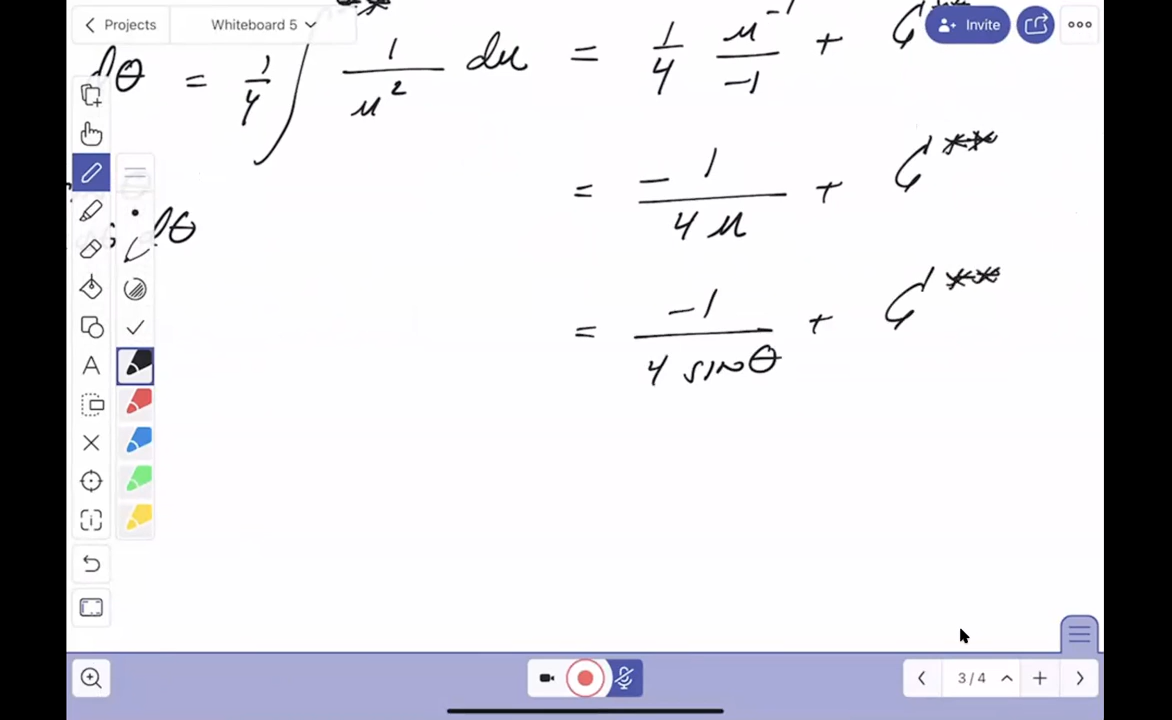 Projects Whiteboard 5 Invite
dθ = 1/4 ∫ 1/u² du = 1/4 u⁻¹/-1 + C**
= -1/4u + C**
dθ
= -1/4 sinθ + C**
A
3/4